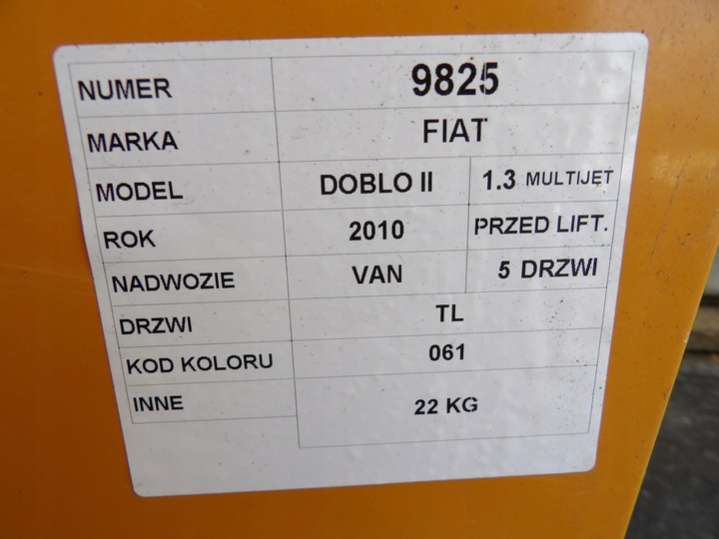 NUMER 9825
MARKA FIAT
MODEL DOBLO II 1.3 MULTIJET
ROK 2010 PRZED LIFT.
NADWOZIE VAN 5 DRZWI
DRZWI TL
KOD KOLORU 061
INNE 22 KG